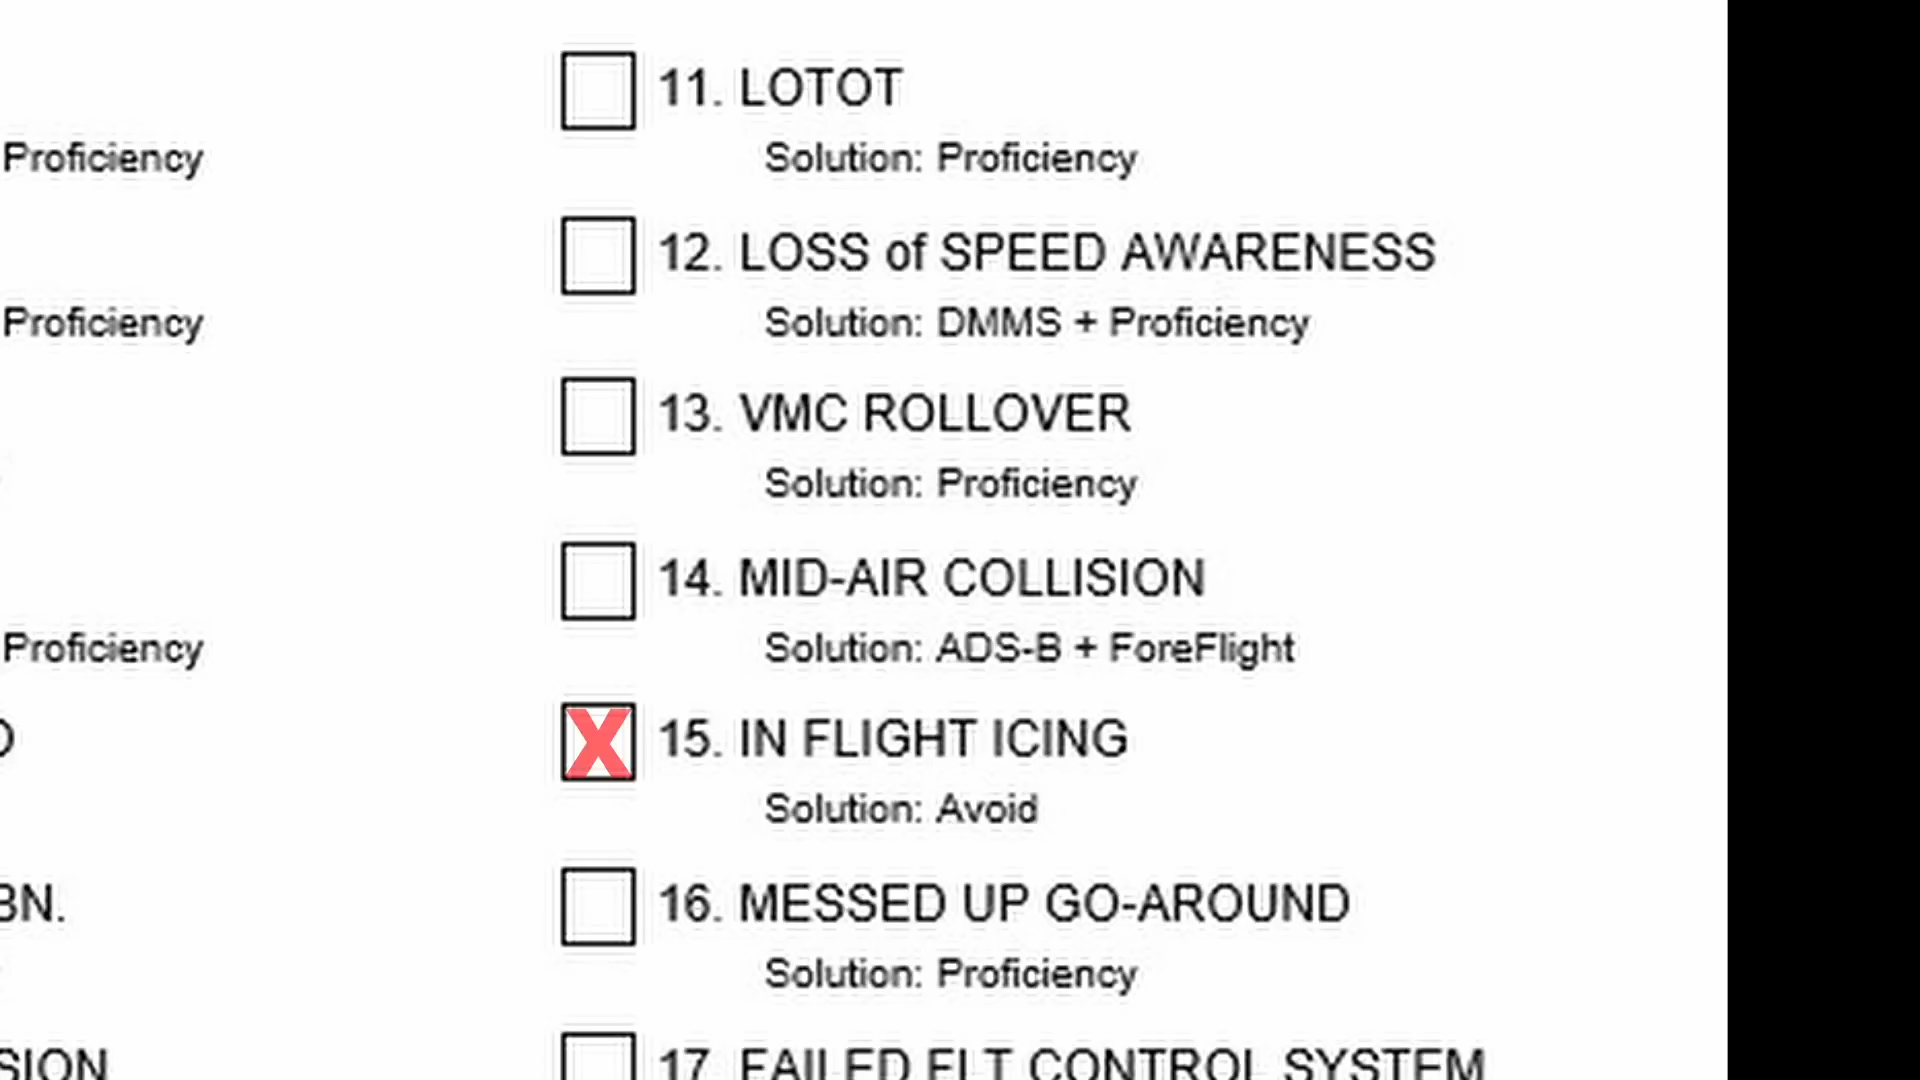 11. LOTOT
Proficiency
Solution: Proficiency
12. LOSS of SPEED AWARENESS
Proficiency
Solution: DMMS + Proficiency
13. VMC ROLLOVER
Solution: Proficiency
14. MID-AIR COLLISION
Proficiency
Solution: ADS-B + ForeFlight
X 15. IN FLIGHT ICING
Solution: Avoid
BN.
16. MESSED UP GO-AROUND
Solution: Proficiency
SION
17. FAILED FLT CONTROL SYSTEM